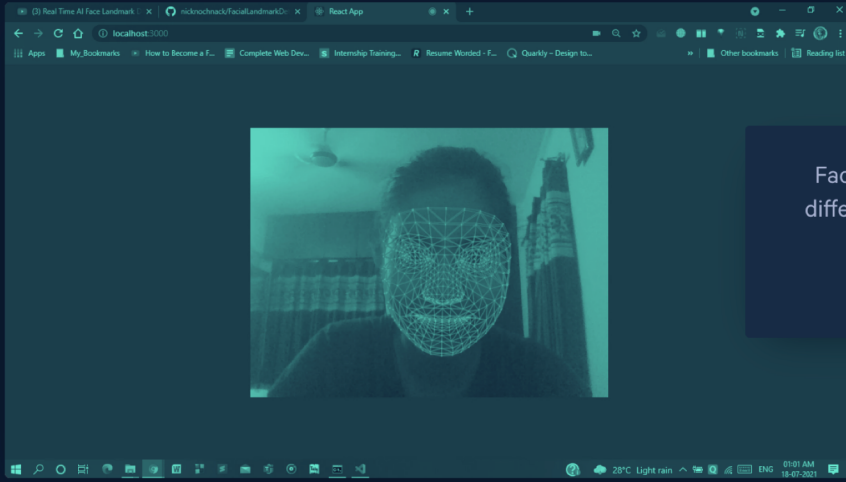 (3) Real Time AI Face Landmark D
nicknochnack/FacialLandmarkDe
React App
localhost:3000
Apps
My_Bookmarks
How to Become a F...
Complete Web Dev...
Internship Training...
Resume Worded - F...
Quarkly – Design to...
Other bookmarks
Reading list
Fac
diffe
28°C Light rain
ENG
01:01 AM
18-07-2021